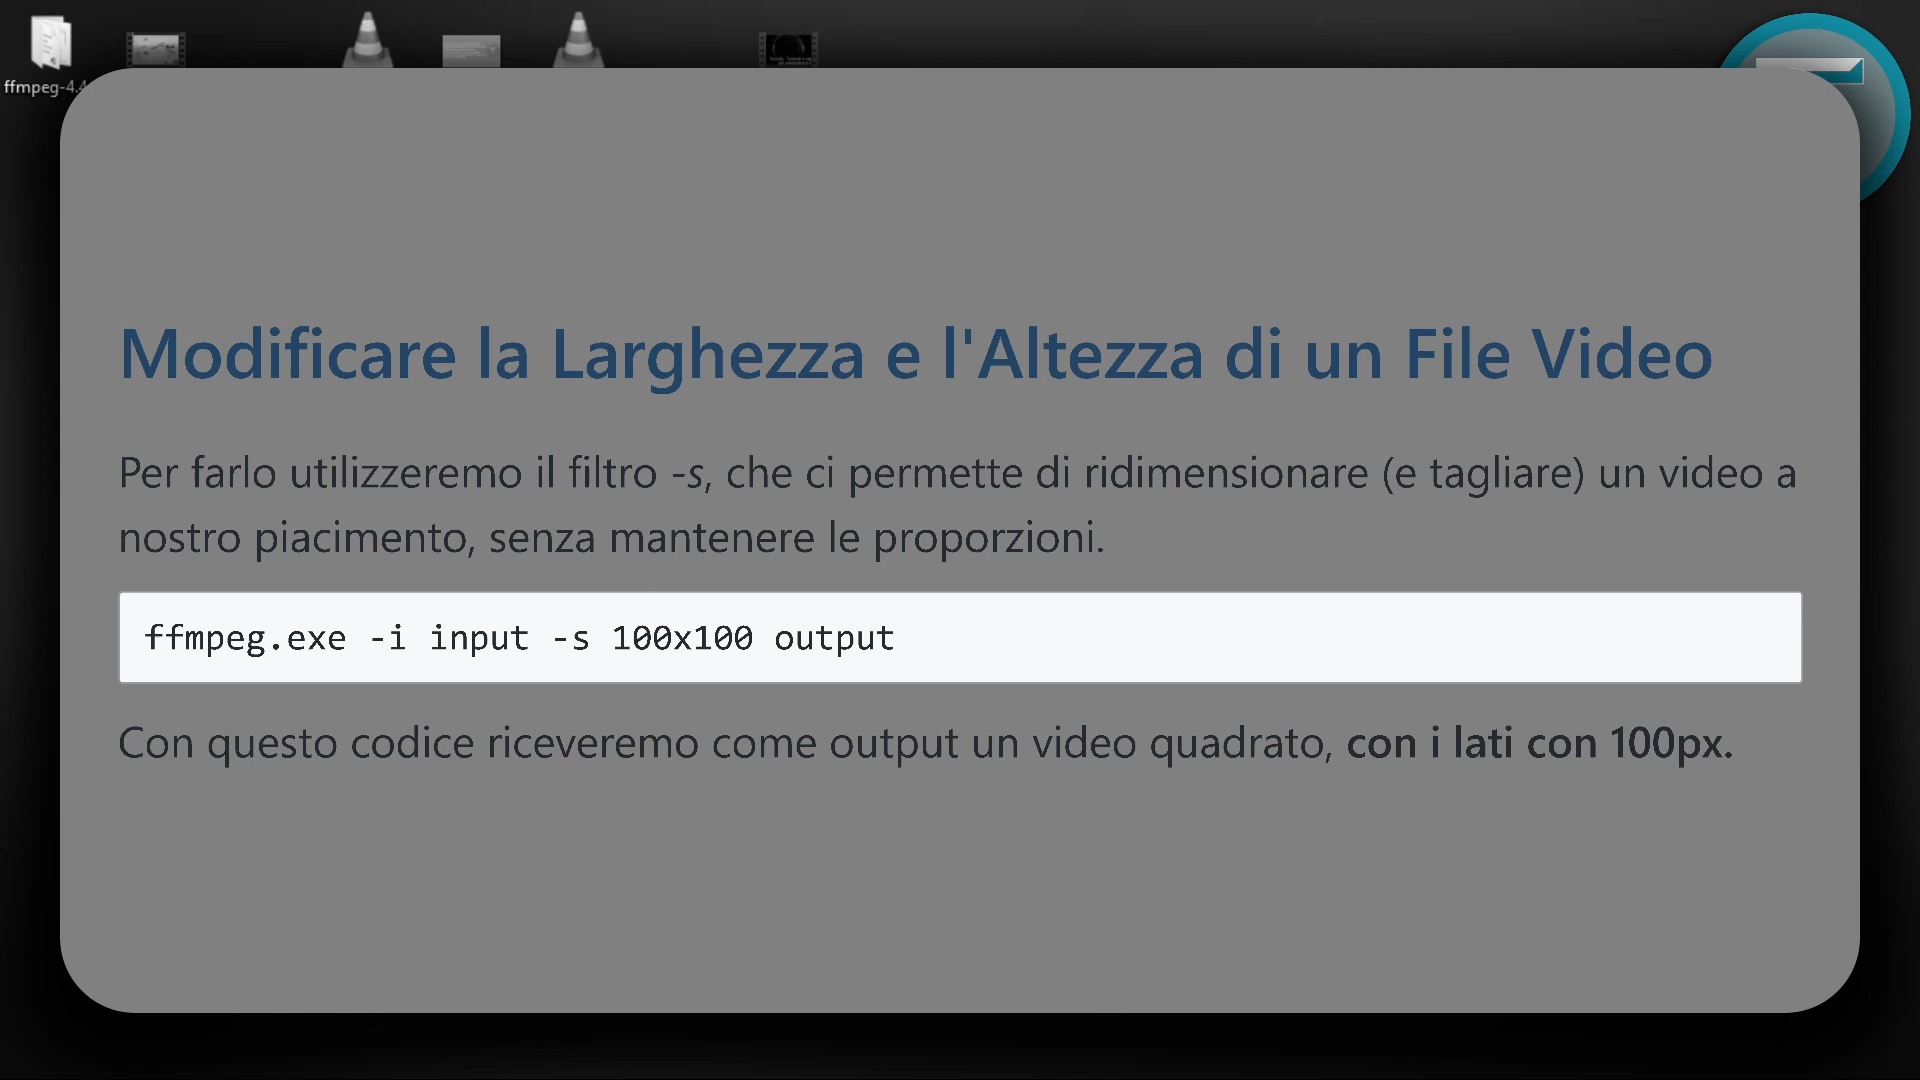 ffmpeg-4.4
Modificare la Larghezza e l'Altezza di un File Video
Per farlo utilizzeremo il filtro -s, che ci permette di ridimensionare (e tagliare) un video a
nostro piacimento, senza mantenere le proporzioni.
ffmpeg.exe -i input -s 100x100 output
Con questo codice riceveremo come output un video quadrato, con i lati con 100px.